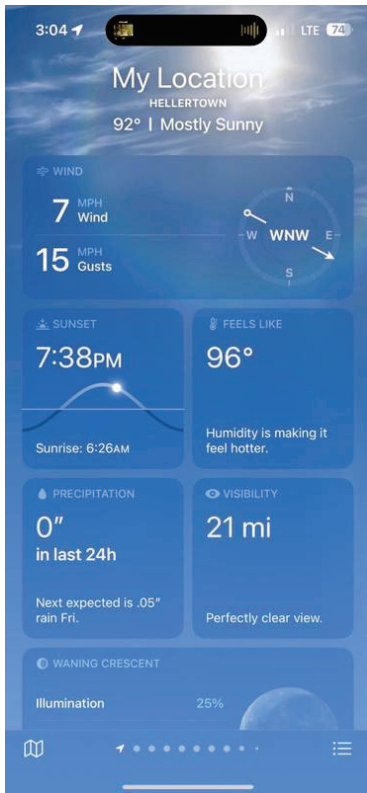 3:04
LTE 74
My Location
HELLERTOWN
92° | Mostly Sunny
WIND
7 MPH Wind
15 MPH Gusts
N
W WNW E
S
SUNSET
7:38PM
Sunrise: 6:26AM
FEELS LIKE
96°
Humidity is making it
feel hotter.
PRECIPITATION
0"
in last 24h
Next expected is .05"
rain Fri.
VISIBILITY
21 mi
Perfectly clear view.
WANING CRESCENT
Illumination 25%